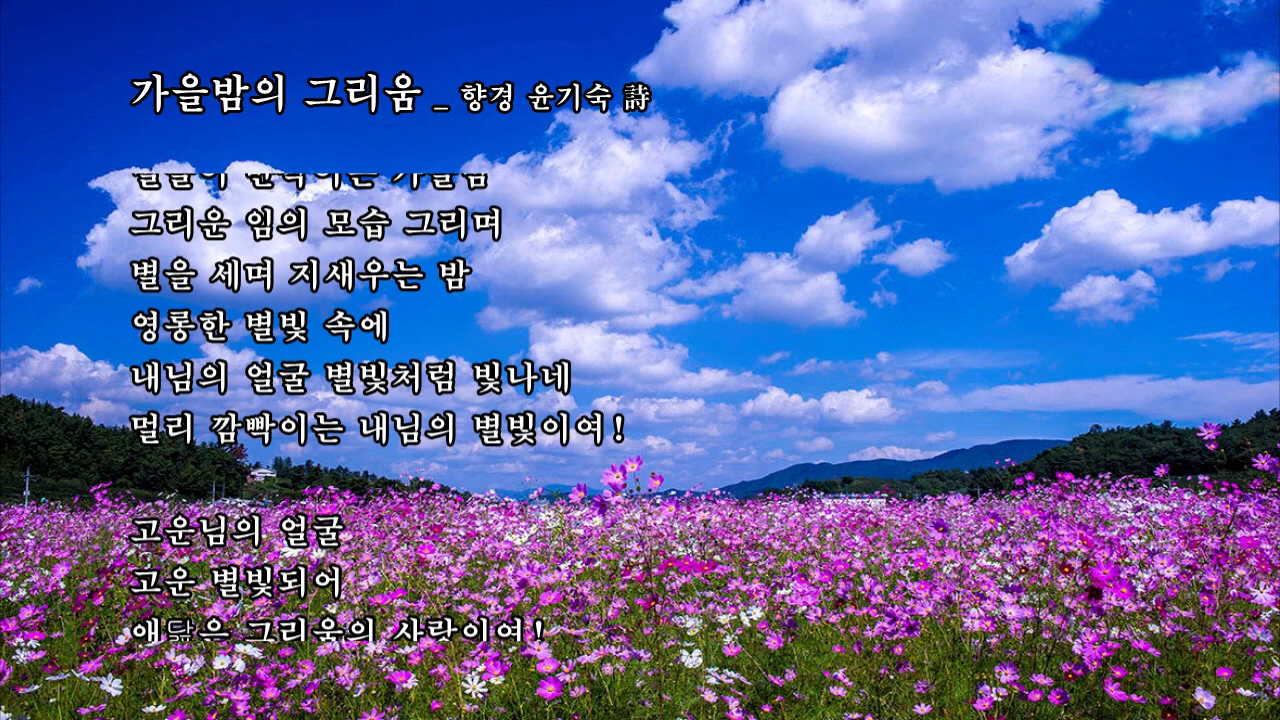 가을밤의 그리움 _ 향경 윤기숙 詩
가을밤
그리운 임의 모습 그리며
별을 세며 지새우는 밤
영롱한 별빛 속에
내님의 얼굴 별빛처럼 빛나네
멀리 깜빡이는 내님의 별빛이여!
고운님의 얼굴
고운 별빛되어
애닮은 그리움의 사랑이여!